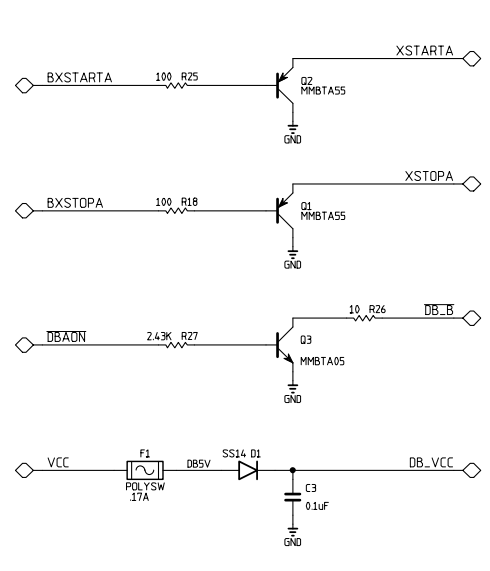 XSTARTA
BXSTARTA
100 R25
Q2
MMBTA55
GND
XSTOPA
BXSTOPA
100 R18
Q1
MMBTA55
GND
10 R26
DB_B
DBAON
2.43K R27
Q3
MMBTA05
GND
VCC
F1
POLYSW
.17A
DB5V
SS14 D1
DB_VCC
C3
0.1uF
GND